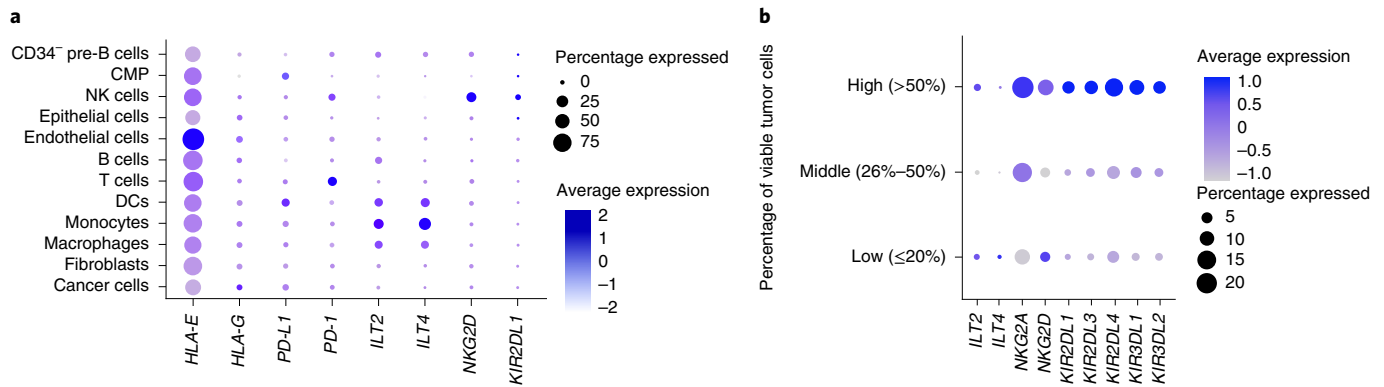 a
CD34⁻ pre-B cells
CMP
NK cells
Epithelial cells
Endothelial cells
B cells
T cells
DCs
Monocytes
Macrophages
Fibroblasts
Cancer cells
HLA-E
HLA-G
PD-L1
PD-1
ILT2
ILT4
NKG2D
KIR2DL1
Percentage expressed
0
25
50
75
Average expression
2
1
0
−1
−2
b
Percentage of viable tumor cells
High (>50%)
Middle (26%–50%)
Low (≤20%)
ILT2
ILT4
NKG2A
NKG2D
KIR2DL1
KIR2DL3
KIR2DL4
KIR3DL1
KIR3DL2
Average expression
1.0
0.5
0
−0.5
−1.0
Percentage expressed
5
10
15
20